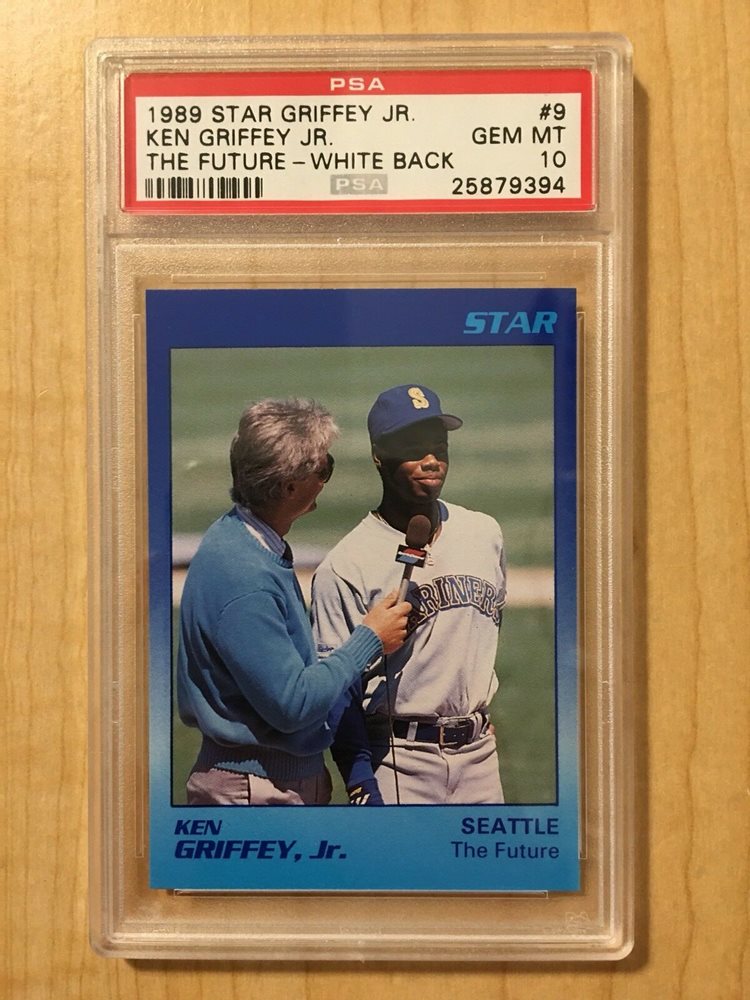 PSA
1989 STAR GRIFFEY JR. #9
KEN GRIFFEY JR. GEM MT
THE FUTURE - WHITE BACK 10
PSA 25879394
STAR
S
RINER
KEN SEATTLE
GRIFFEY, Jr. The Future